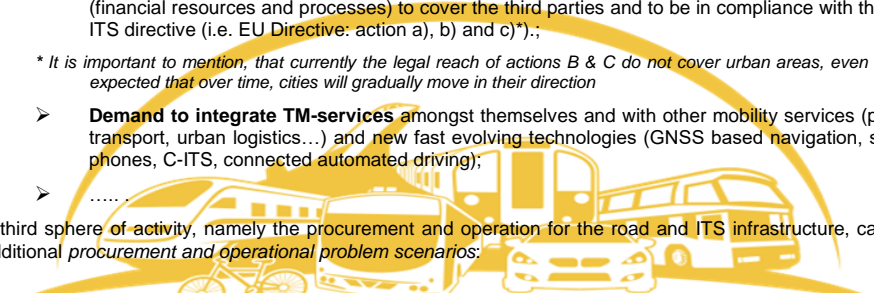 (financial resources and processes) to cover the third parties and to be in compliance with th
ITS directive (i.e. EU Directive: action a), b) and c)*).;
* It is important to mention, that currently the legal reach of actions B & C do not cover urban areas, even
expected that over time, cities will gradually move in their direction
➢ Demand to integrate TM-services amongst themselves and with other mobility services (p
transport, urban logistics…) and new fast evolving technologies (GNSS based navigation, s
phones, C-ITS, connected automated driving);
➢ ….. .
third sphere of activity, namely the procurement and operation for the road and ITS infrastructure, ca
dditional procurement and operational problem scenarios: